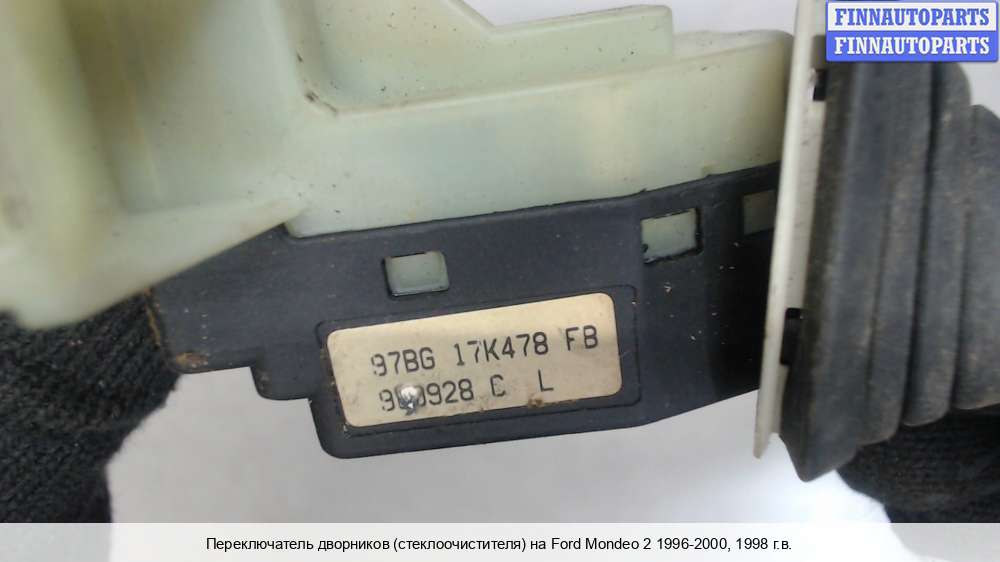 FINNAUTOPARTS
FINNAUTOPARTS
97BG 17K478 FB
C L
Переключатель дворников (стеклоочистителя) на Ford Mondeo 2 1996-2000, 1998 г.в.